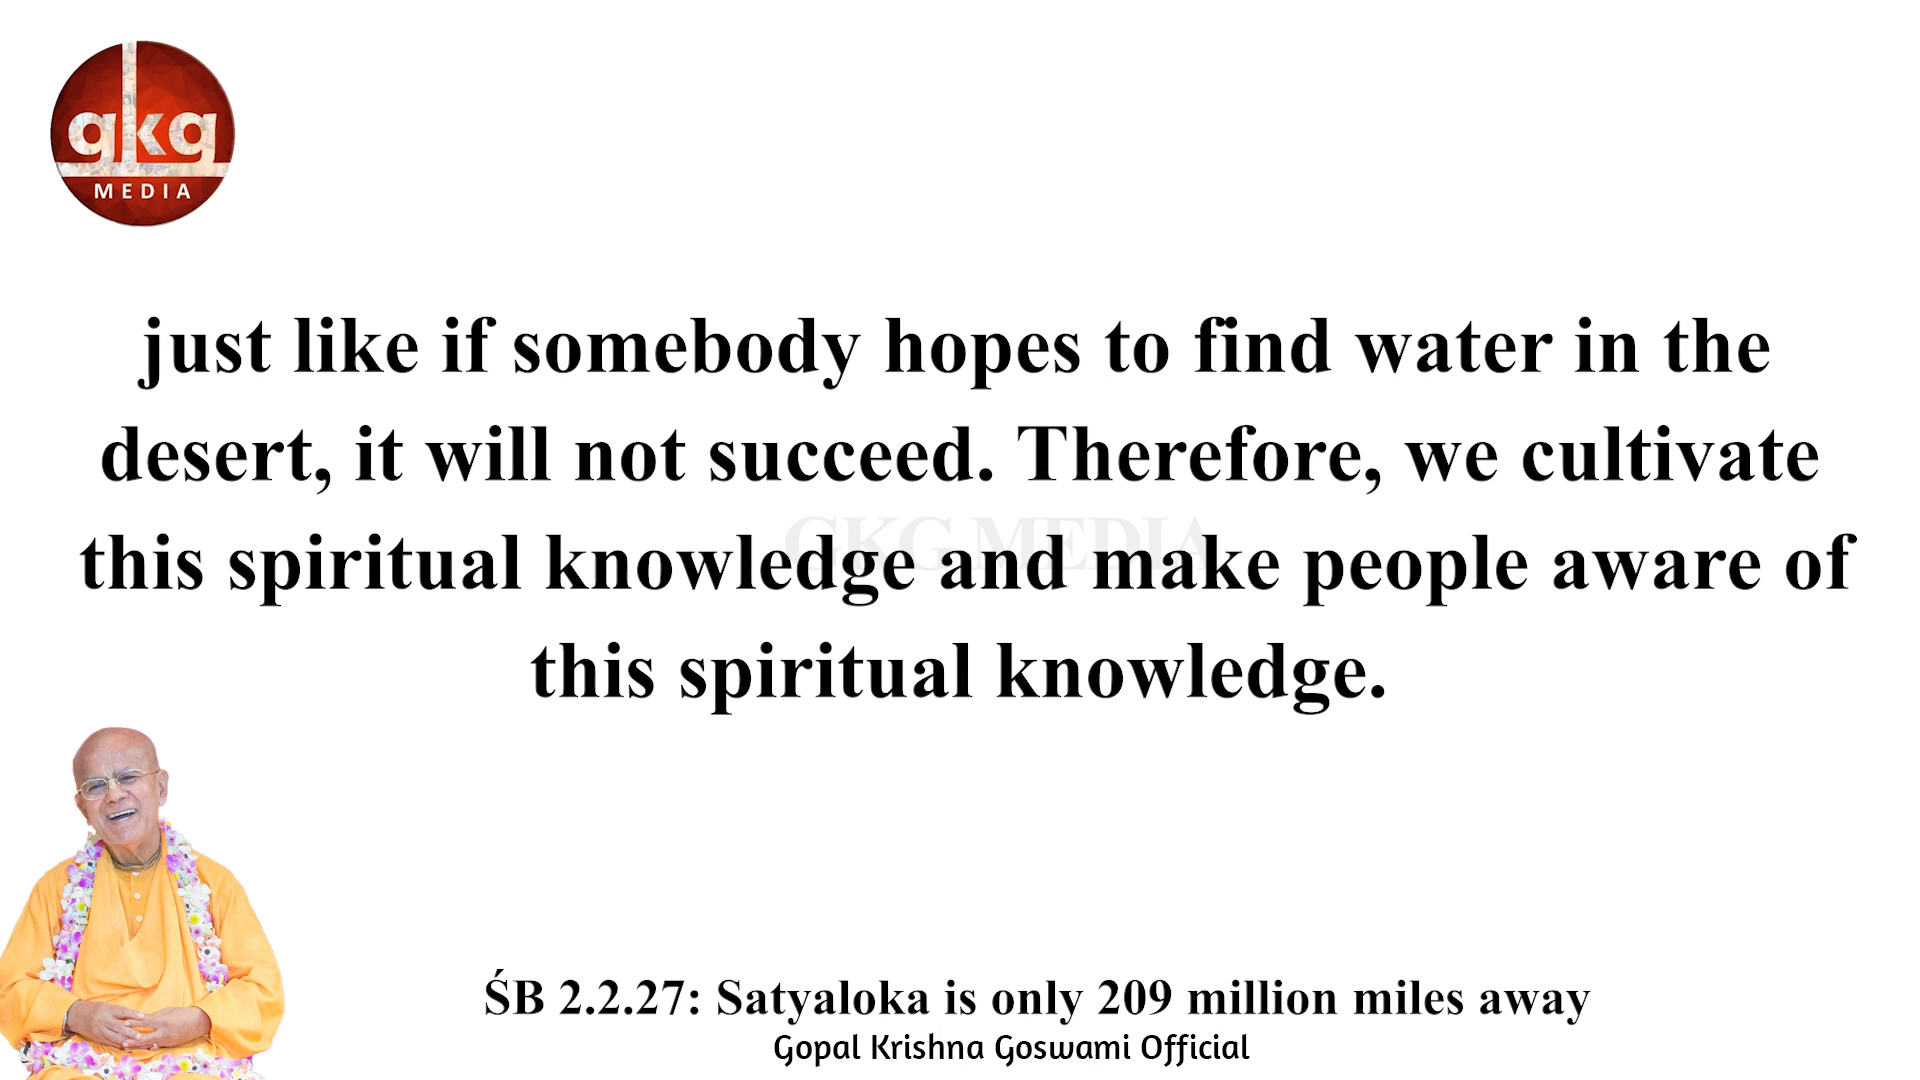 gkg
MEDIA
just like if somebody hopes to find water in the
desert, it will not succeed. Therefore, we cultivate
GKG MEDIA
this spiritual knowledge and make people aware of
this spiritual knowledge.
ŚB 2.2.27: Satyaloka is only 209 million miles away
Gopal Krishna Goswami Official